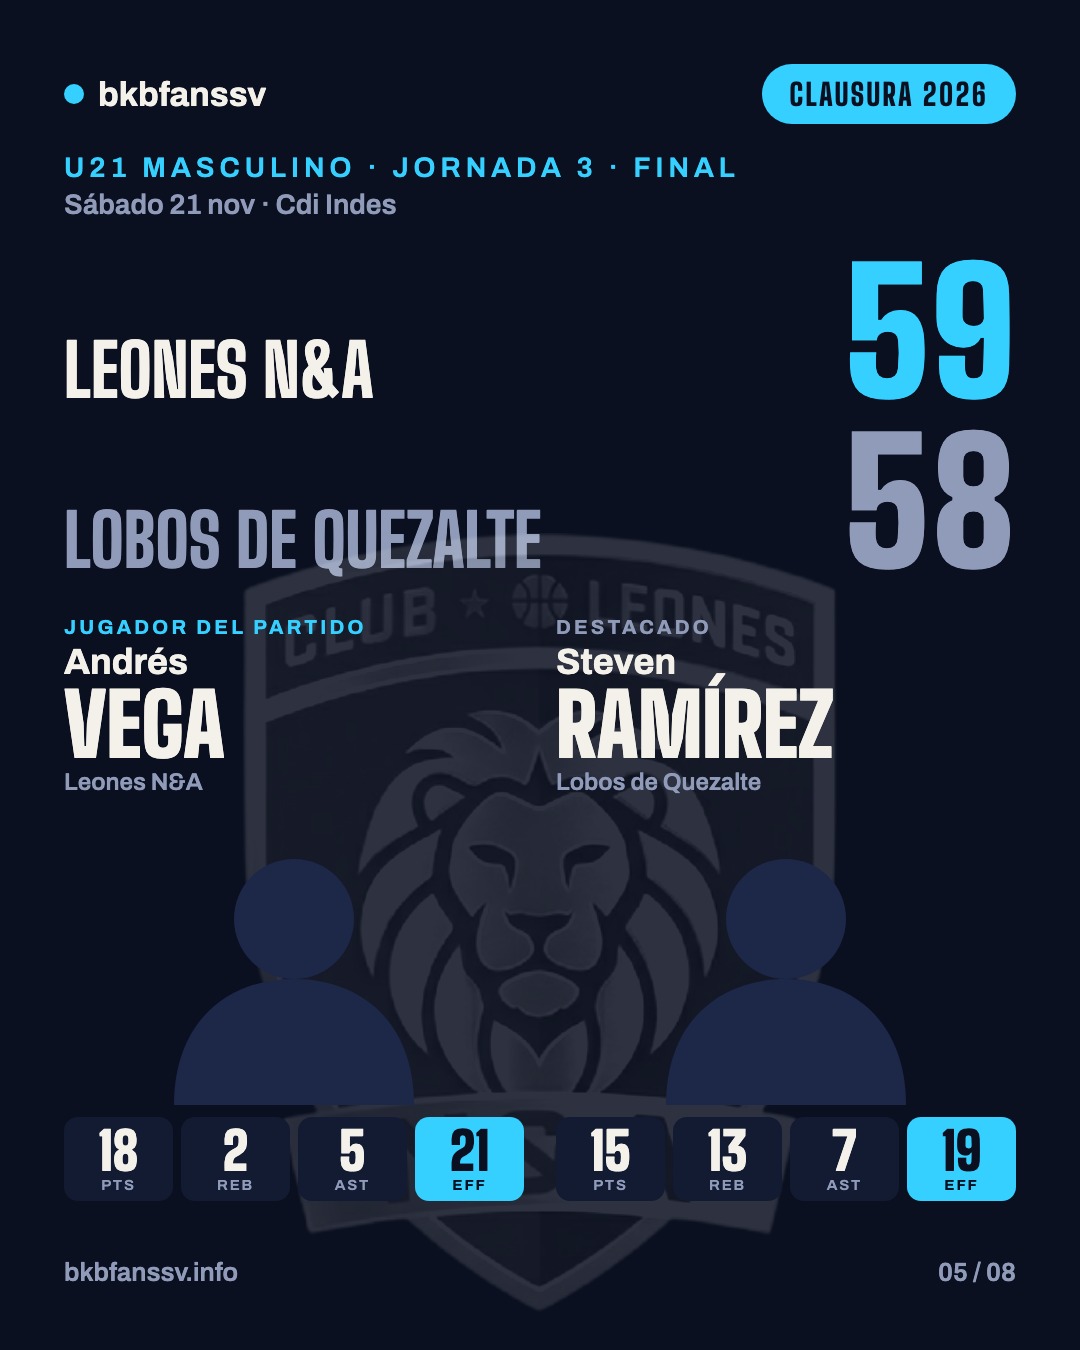 bkbfanssv
CLAUSURA 2026
U21 MASCULINO · JORNADA 3 · FINAL
Sábado 21 nov · Cdi Indes
LEONES N&A
59
LOBOS DE QUEZALTE
58
CLUB LEONES
JUGADOR DEL PARTIDO
Andrés
VEGA
Leones N&A
DESTACADO
Steven
RAMÍREZ
Lobos de Quezalte
18 2 5 21
PTS REB AST EFF
15 13 7 19
PTS REB AST EFF
bkbfanssv.info
05 / 08